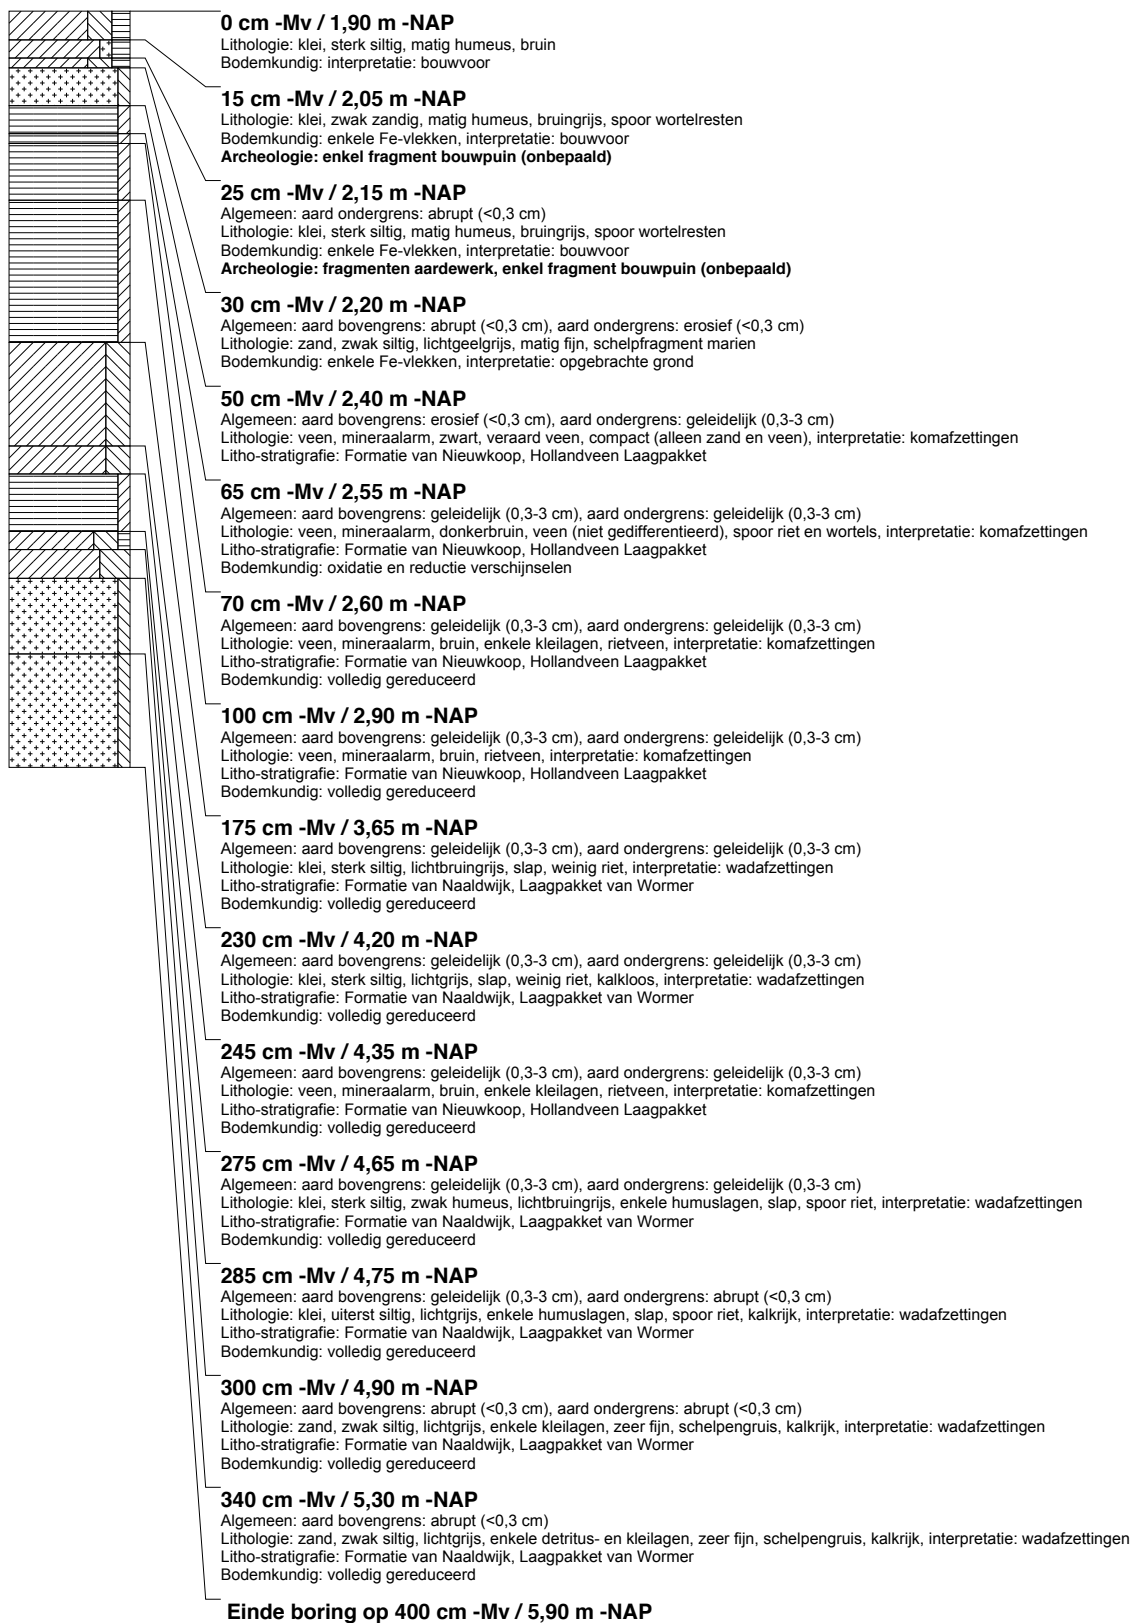 0 cm -Mv / 1,90 m -NAP
Lithologie: klei, sterk siltig, matig humeus, bruin
Bodemkundig: interpretatie: bouwvoor
15 cm -Mv / 2,05 m -NAP
Lithologie: klei, zwak zandig, matig humeus, bruingrijs, spoor wortelresten
Bodemkundig: enkele Fe-vlekken, interpretatie: bouwvoor
Archeologie: enkel fragment bouwpuin (onbepaald)
25 cm -Mv / 2,15 m -NAP
Algemeen: aard ondergrens: abrupt (<0,3 cm)
Lithologie: klei, sterk siltig, matig humeus, bruingrijs, spoor wortelresten
Bodemkundig: enkele Fe-vlekken, interpretatie: bouwvoor
Archeologie: fragmenten aardewerk, enkel fragment bouwpuin (onbepaald)
30 cm -Mv / 2,20 m -NAP
Algemeen: aard bovengrens: abrupt (<0,3 cm), aard ondergrens: erosief (<0,3 cm)
Lithologie: zand, zwak siltig, lichtgeelgrijs, matig fijn, schelpfragment marien
Bodemkundig: enkele Fe-vlekken, interpretatie: opgebrachte grond
50 cm -Mv / 2,40 m -NAP
Algemeen: aard bovengrens: erosief (<0,3 cm), aard ondergrens: geleidelijk (0,3-3 cm)
Lithologie: veen, mineraalarm, zwart, veraard veen, compact (alleen zand en veen), interpretatie: komafzettingen
Litho-stratigrafie: Formatie van Nieuwkoop, Hollandveen Laagpakket
65 cm -Mv / 2,55 m -NAP
Algemeen: aard bovengrens: geleidelijk (0,3-3 cm), aard ondergrens: geleidelijk (0,3-3 cm)
Lithologie: veen, mineraalarm, donkerbruin, veen (niet gedifferentieerd), spoor riet en wortels, interpretatie: komafzettingen
Litho-stratigrafie: Formatie van Nieuwkoop, Hollandveen Laagpakket
Bodemkundig: oxidatie en reductie verschijnselen
70 cm -Mv / 2,60 m -NAP
Algemeen: aard bovengrens: geleidelijk (0,3-3 cm), aard ondergrens: geleidelijk (0,3-3 cm)
Lithologie: veen, mineraalarm, bruin, enkele kleilagen, rietveen, interpretatie: komafzettingen
Litho-stratigrafie: Formatie van Nieuwkoop, Hollandveen Laagpakket
Bodemkundig: volledig gereduceerd
100 cm -Mv / 2,90 m -NAP
Algemeen: aard bovengrens: geleidelijk (0,3-3 cm), aard ondergrens: geleidelijk (0,3-3 cm)
Lithologie: veen, mineraalarm, bruin, rietveen, interpretatie: komafzettingen
Litho-stratigrafie: Formatie van Nieuwkoop, Hollandveen Laagpakket
Bodemkundig: volledig gereduceerd
175 cm -Mv / 3,65 m -NAP
Algemeen: aard bovengrens: geleidelijk (0,3-3 cm), aard ondergrens: geleidelijk (0,3-3 cm)
Lithologie: klei, sterk siltig, lichtbruingrijs, slap, weinig riet, interpretatie: wadafzettingen
Litho-stratigrafie: Formatie van Naaldwijk, Laagpakket van Wormer
Bodemkundig: volledig gereduceerd
230 cm -Mv / 4,20 m -NAP
Algemeen: aard bovengrens: geleidelijk (0,3-3 cm), aard ondergrens: geleidelijk (0,3-3 cm)
Lithologie: klei, sterk siltig, lichtgrijs, slap, weinig riet, kalkloos, interpretatie: wadafzettingen
Litho-stratigrafie: Formatie van Naaldwijk, Laagpakket van Wormer
Bodemkundig: volledig gereduceerd
245 cm -Mv / 4,35 m -NAP
Algemeen: aard bovengrens: geleidelijk (0,3-3 cm), aard ondergrens: geleidelijk (0,3-3 cm)
Lithologie: veen, mineraalarm, bruin, enkele kleilagen, rietveen, interpretatie: komafzettingen
Litho-stratigrafie: Formatie van Nieuwkoop, Hollandveen Laagpakket
Bodemkundig: volledig gereduceerd
275 cm -Mv / 4,65 m -NAP
Algemeen: aard bovengrens: geleidelijk (0,3-3 cm), aard ondergrens: geleidelijk (0,3-3 cm)
Lithologie: klei, sterk siltig, zwak humeus, lichtbruingrijs, enkele humuslagen, slap, spoor riet, interpretatie: wadafzettingen
Litho-stratigrafie: Formatie van Naaldwijk, Laagpakket van Wormer
Bodemkundig: volledig gereduceerd
285 cm -Mv / 4,75 m -NAP
Algemeen: aard bovengrens: geleidelijk (0,3-3 cm), aard ondergrens: abrupt (<0,3 cm)
Lithologie: klei, uiterst siltig, lichtgrijs, enkele humuslagen, slap, spoor riet, kalkrijk, interpretatie: wadafzettingen
Litho-stratigrafie: Formatie van Naaldwijk, Laagpakket van Wormer
Bodemkundig: volledig gereduceerd
300 cm -Mv / 4,90 m -NAP
Algemeen: aard bovengrens: abrupt (<0,3 cm), aard ondergrens: abrupt (<0,3 cm)
Lithologie: zand, zwak siltig, lichtgrijs, enkele kleilagen, zeer fijn, schelpengruis, kalkrijk, interpretatie: wadafzettingen
Litho-stratigrafie: Formatie van Naaldwijk, Laagpakket van Wormer
Bodemkundig: volledig gereduceerd
340 cm -Mv / 5,30 m -NAP
Algemeen: aard bovengrens: abrupt (<0,3 cm)
Lithologie: zand, zwak siltig, lichtgrijs, enkele detritus- en kleilagen, zeer fijn, schelpengruis, kalkrijk, interpretatie: wadafzettingen
Litho-stratigrafie: Formatie van Naaldwijk, Laagpakket van Wormer
Bodemkundig: volledig gereduceerd
Einde boring op 400 cm -Mv / 5,90 m -NAP